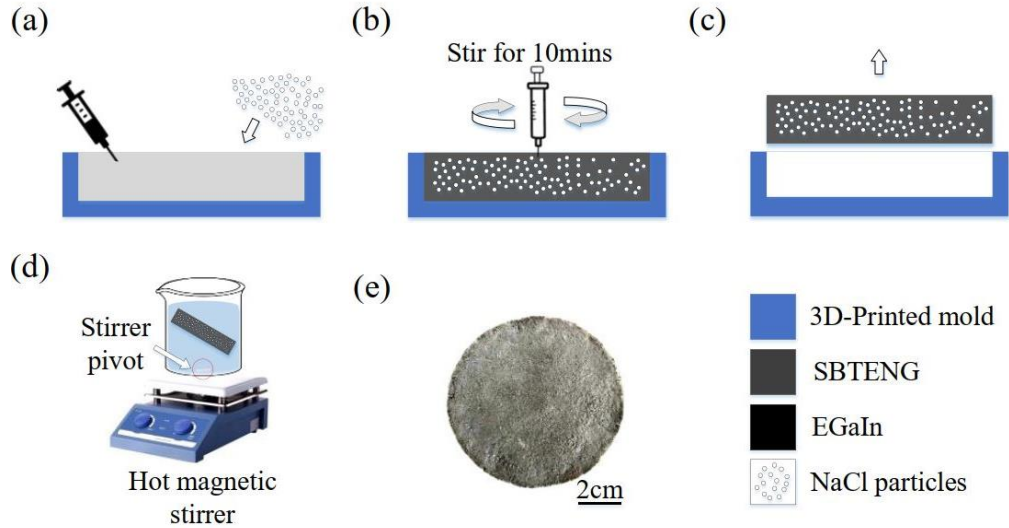 (a)
(b)
(c)
Stir for 10mins
(d)
(e)
Stirrer
pivot
Hot magnetic
stirrer
2cm
3D-Printed mold
SBTENG
EGaIn
NaCl particles